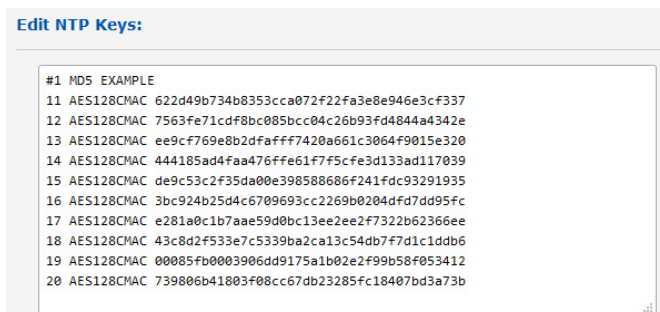 Edit NTP Keys:
#1 MD5 EXAMPLE
11 AES128CMAC 622d49b734b8353cca072f22fa3e8e946e3cf337
12 AES128CMAC 7563fe71cdf8bc085bcc04c26b93fd4844a4342e
13 AES128CMAC ee9cf769e8b2dfafff7420a661c3064f9015e320
14 AES128CMAC 444185ad4faa476ffe61f7f5cfe3d133ad117039
15 AES128CMAC de9c53c2f35da00e398588686f241fdc93291935
16 AES128CMAC 3bc924b25d4c6709693cc2269b0204dfd7dd95fc
17 AES128CMAC e281a0c1b7aae59d0bc13ee2ee2f7322b62366ee
18 AES128CMAC 43c8d2f533e7c5339ba2ca13c54db7f7d1c1ddb6
19 AES128CMAC 00085fb0003906dd9175a1b02e2f99b58f053412
20 AES128CMAC 739806b41803f08cc67db23285fc18407bd3a73b